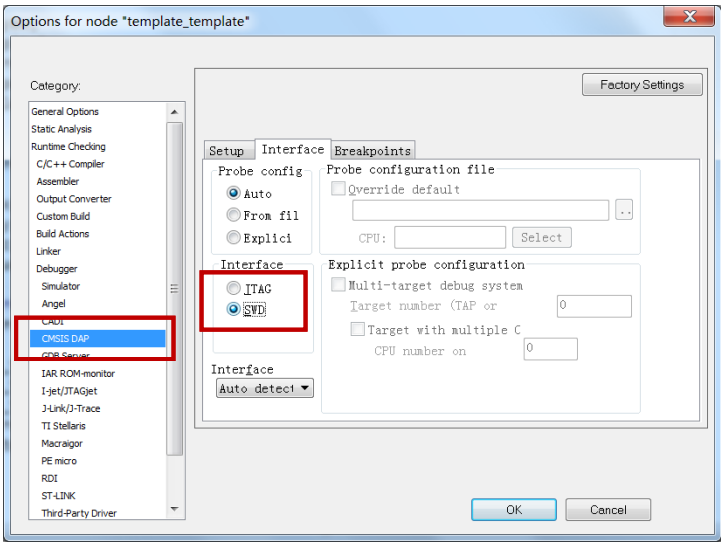 Options for node "template_template"
Category:
Factory Settings
General Options
Static Analysis
Runtime Checking
C/C++ Compiler
Assembler
Output Converter
Custom Build
Build Actions
Linker
Debugger
Simulator
Angel
CADI
CMSIS DAP
GDB Server
IAR ROM-monitor
I-jet/JTAGjet
J-Link/J-Trace
TI Stellaris
Macraigor
PE micro
RDI
ST-LINK
Third-Party Driver
Setup Interface Breakpoints
Probe config
Auto
From fil
Explici
Probe configuration file
Override default
..
CPU: Select
Interface
JTAG
SWD
Explicit probe configuration
Multi-target debug system
Target number (TAP or 0
Target with multiple C
CPU number on 0
Interface
Auto detect
OK Cancel